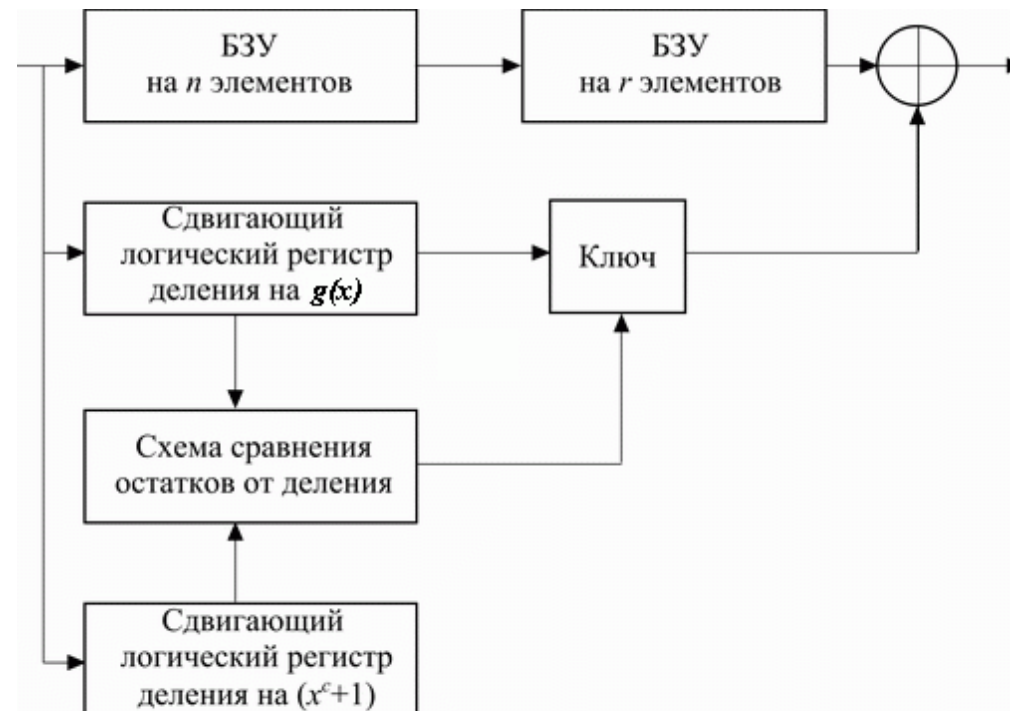 БЗУ
на n элементов
БЗУ
на r элементов
Сдвигающий
логический регистр
деления на g(x)
Ключ
Схема сравнения
остатков от деления
Сдвигающий
логический регистр
деления на (xᶜ+1)